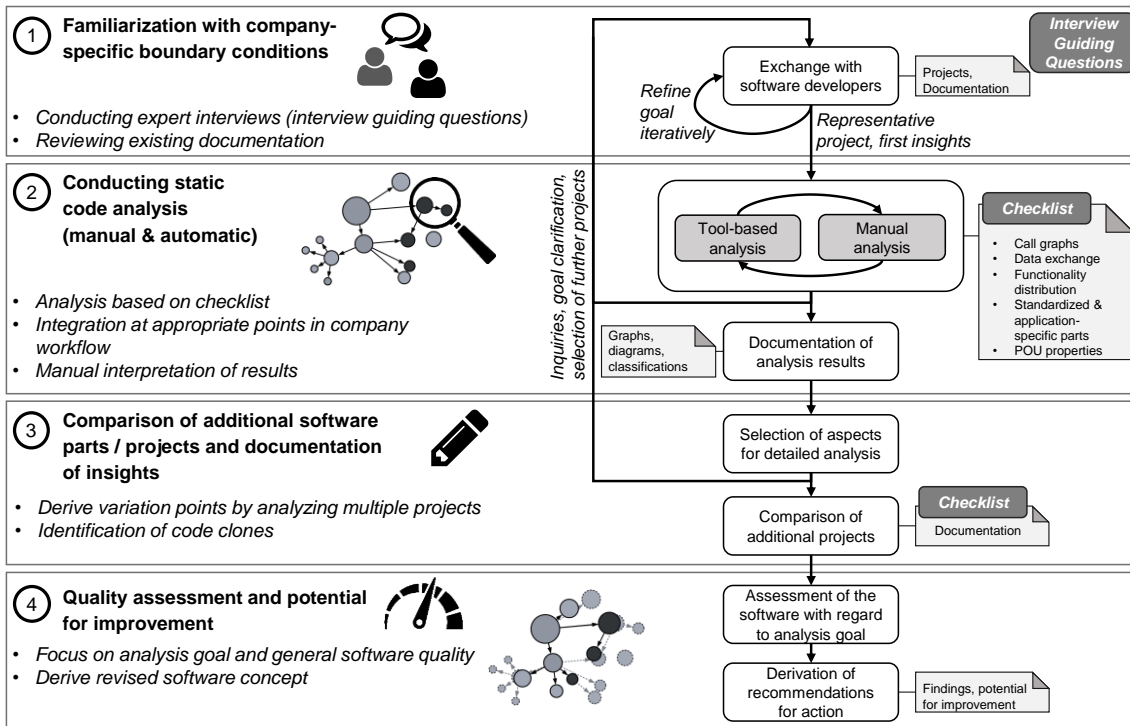 1
Familiarization with company-
specific boundary conditions
• Conducting expert interviews (interview guiding questions)
• Reviewing existing documentation
Exchange with
software developers
Refine
goal
iteratively
Representative
project, first insights
Projects,
Documentation
Interview
Guiding
Questions
Inquiries, goal clarification,
selection of further projects
2
Conducting static
code analysis
(manual & automatic)
• Analysis based on checklist
• Integration at appropriate points in company
workflow
• Manual interpretation of results
Tool-based
analysis
Manual
analysis
Checklist
• Call graphs
• Data exchange
• Functionality
distribution
• Standardized &
application-
specific parts
• POU properties
Graphs,
diagrams,
classifications
Documentation of
analysis results
3
Comparison of additional software
parts / projects and documentation
of insights
• Derive variation points by analyzing multiple projects
• Identification of code clones
Selection of aspects
for detailed analysis
Comparison of
additional projects
Checklist
Documentation
4
Quality assessment and potential
for improvement
• Focus on analysis goal and general software quality
• Derive revised software concept
Assessment of the
software with regard
to analysis goal
Derivation of
recommendations
for action
Findings, potential
for improvement